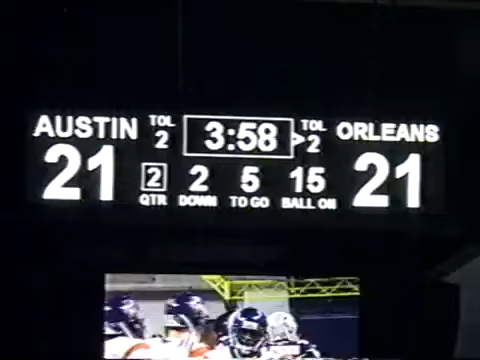 AUSTIN TOL 2 3:58 > TOL 2 ORLEANS
21 2 2 5 15 21
QTR DOWN TO GO BALL ON